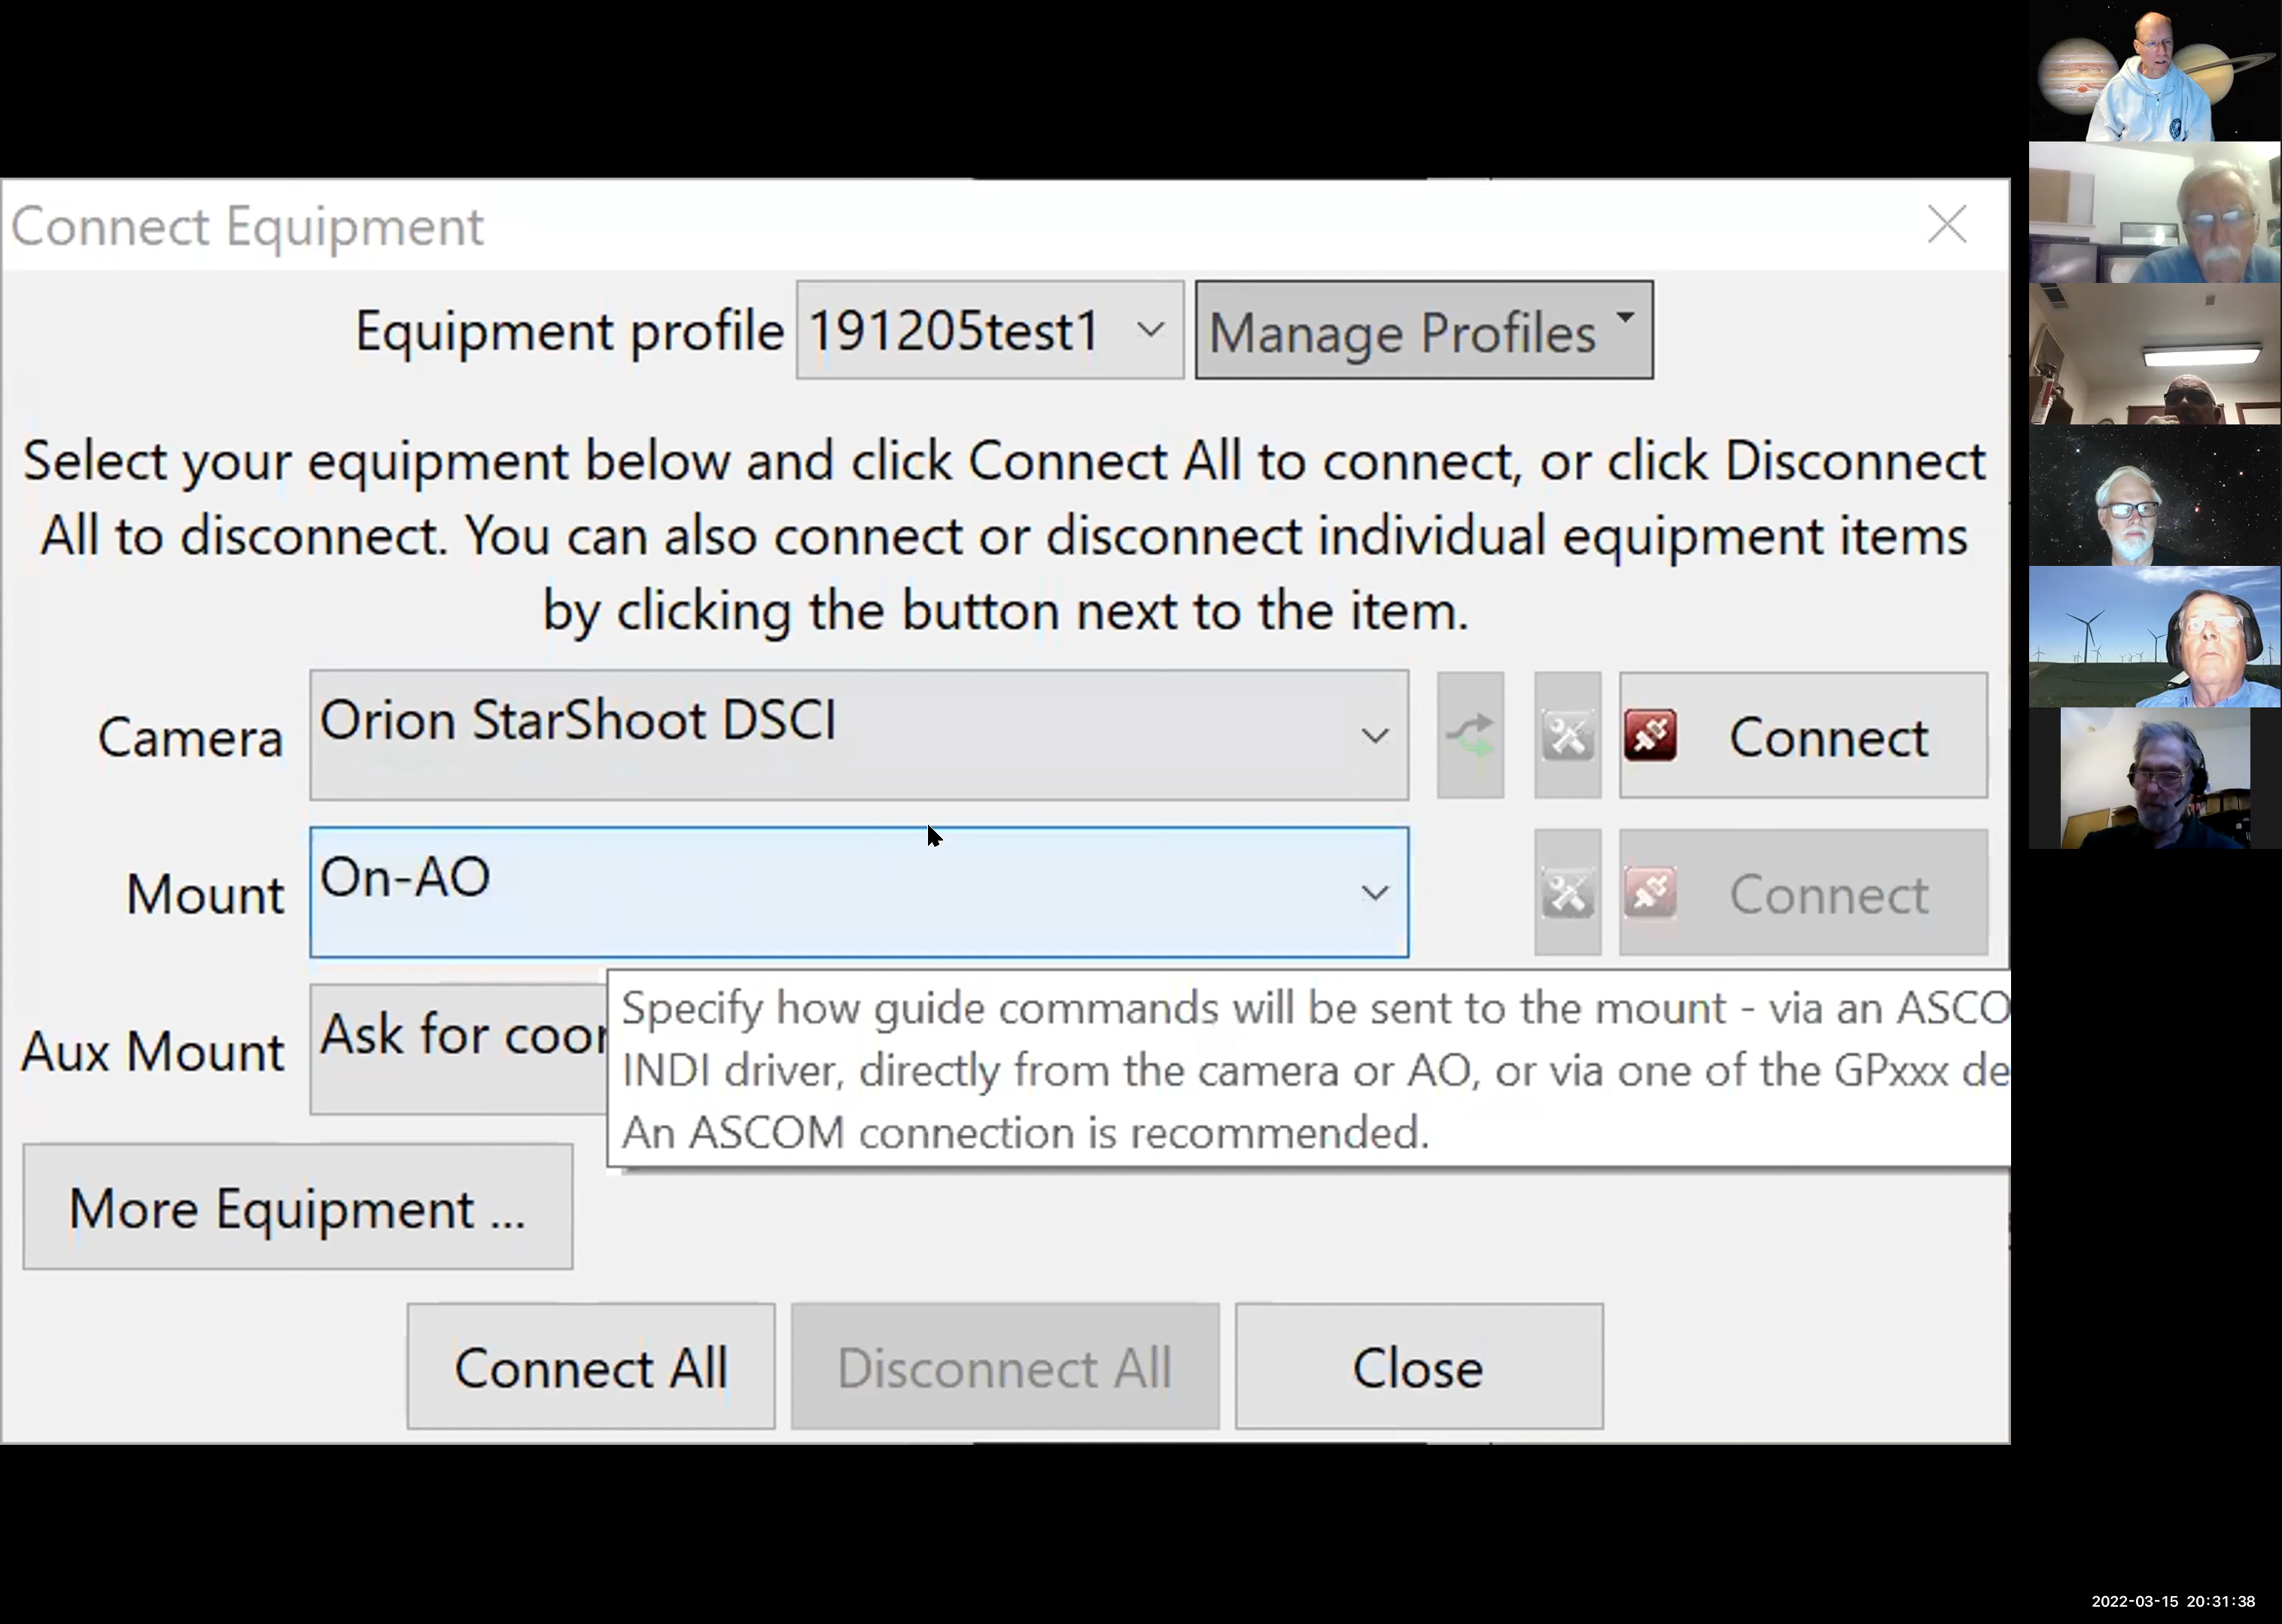 Connect Equipment
Equipment profile 191205test1 Manage Profiles
Select your equipment below and click Connect All to connect, or click Disconnect
All to disconnect. You can also connect or disconnect individual equipment items
by clicking the button next to the item.
Camera Orion StarShoot DSCI Connect
Mount On-AO Connect
Aux Mount Ask for coor
Specify how guide commands will be sent to the mount - via an ASCO
INDI driver, directly from the camera or AO, or via one of the GPxxx de
An ASCOM connection is recommended.
More Equipment ...
Connect All Disconnect All Close
2022-03-15 20:31:38